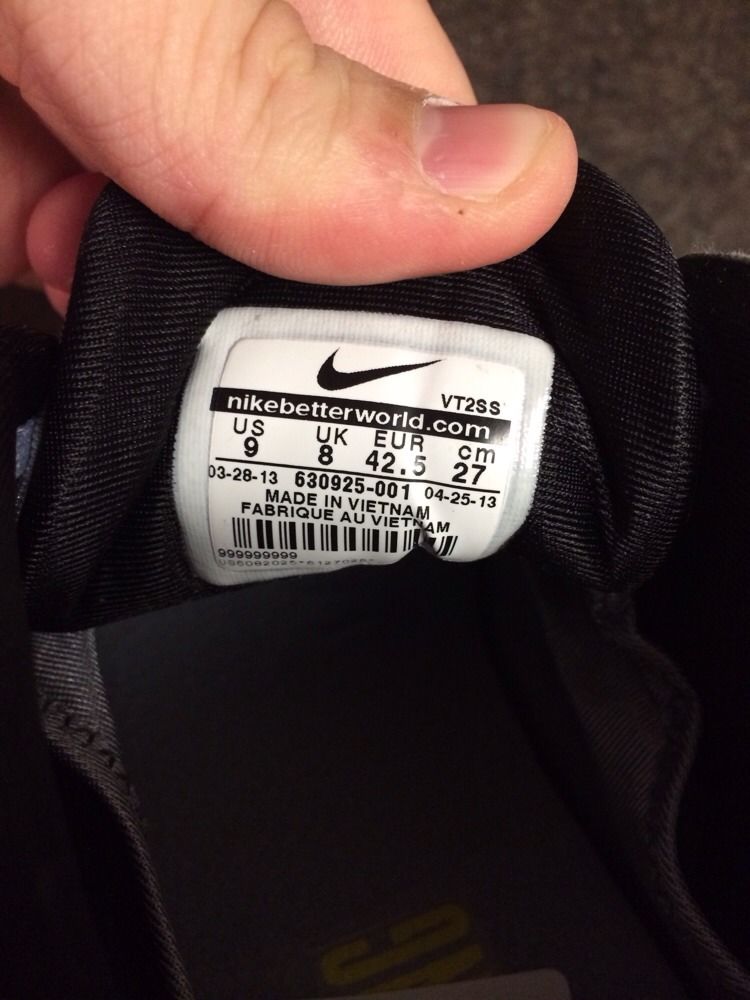 VT2SS
nikebetterworld.com
US UK EUR cm
9 8 42.5 27
03-28-13 630925-001 04-25-13
MADE IN VIETNAM
FABRIQUE AU VIETNAM
999999999